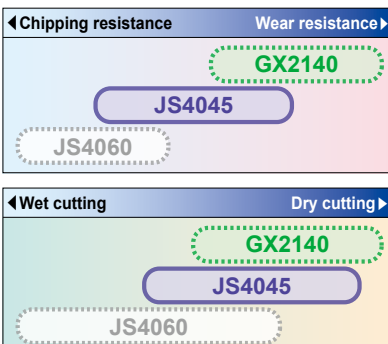 ◀Chipping resistance Wear resistance▶
GX2140
JS4045
JS4060
◀Wet cutting Dry cutting▶
GX2140
JS4045
JS4060